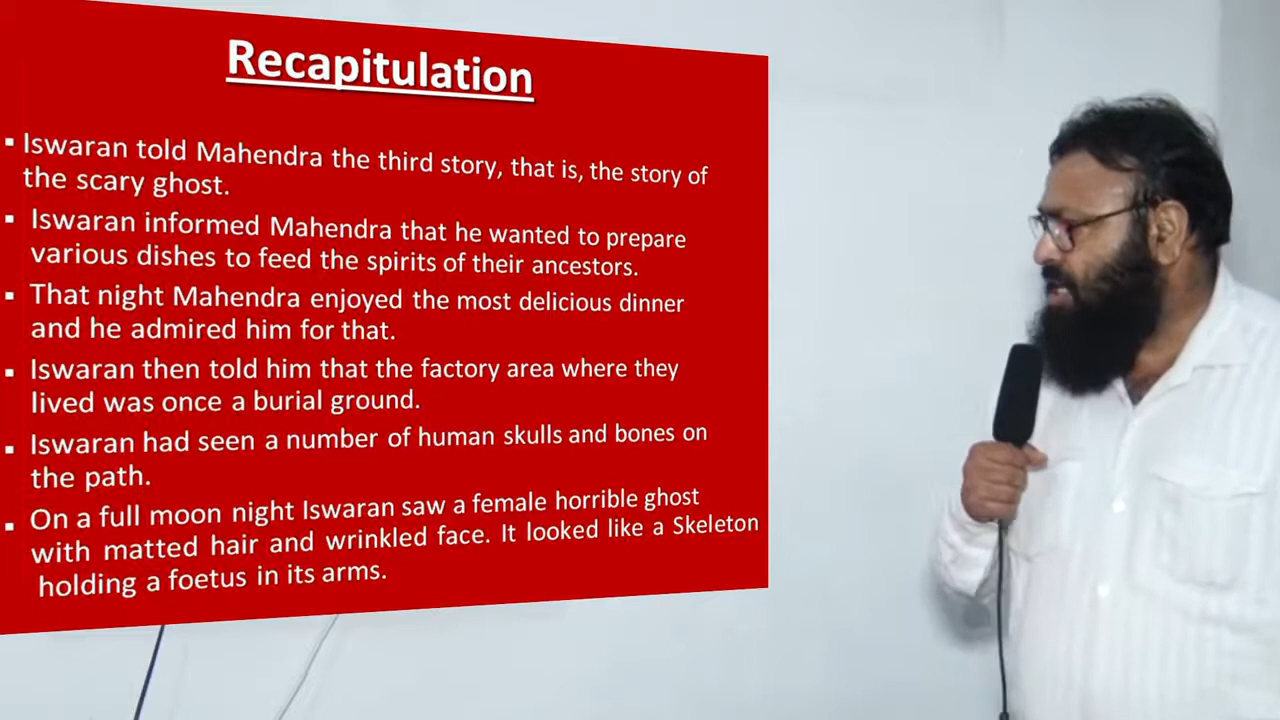 Recapitulation
▪ Iswaran told Mahendra the third story, that is, the story of
the scary ghost.
▪ Iswaran informed Mahendra that he wanted to prepare
various dishes to feed the spirits of their ancestors.
▪ That night Mahendra enjoyed the most delicious dinner
and he admired him for that.
▪ Iswaran then told him that the factory area where they
lived was once a burial ground.
▪ Iswaran had seen a number of human skulls and bones on
the path.
▪ On a full moon night Iswaran saw a female horrible ghost
with matted hair and wrinkled face. It looked like a Skeleton
holding a foetus in its arms.